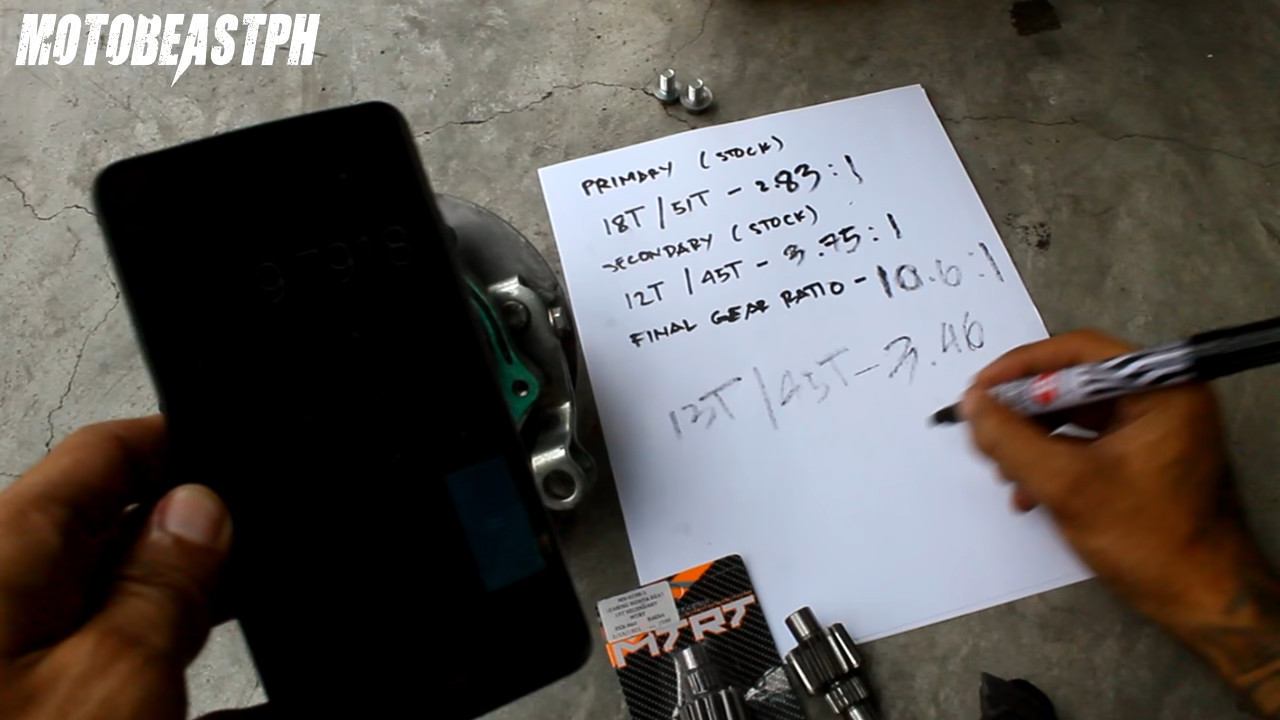 MOTOBEASTPH
PRIMARY (STOCK)
18T / 51T - 2.83:1
SECONDARY (STOCK)
12T / 45T - 3.75:1
FINAL GEAR RATIO - 10.6:1
13T / 45T - 3.46
MTRT